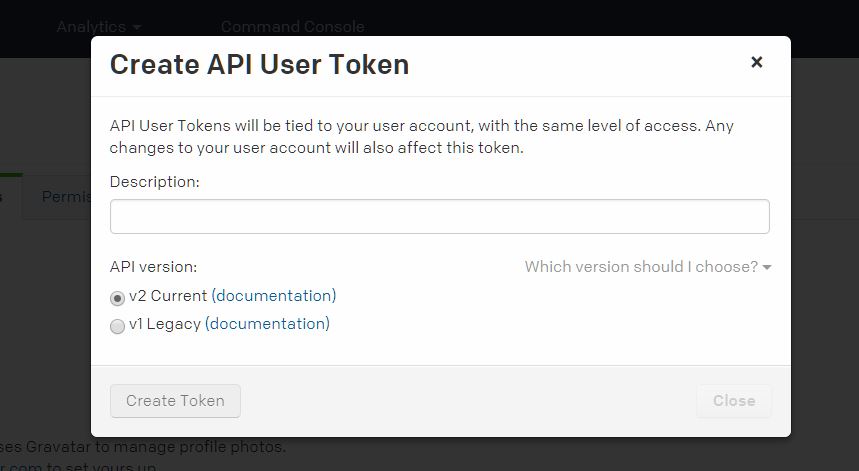 Analytics
Command Console
Create API User Token
×
API User Tokens will be tied to your user account, with the same level of access. Any
changes to your user account will also affect this token.
Permis
Description:
API version:
Which version should I choose?
v2 Current (documentation)
v1 Legacy (documentation)
Create Token
Close
ses Gravatar to manage profile photos.
r.com to set yours up